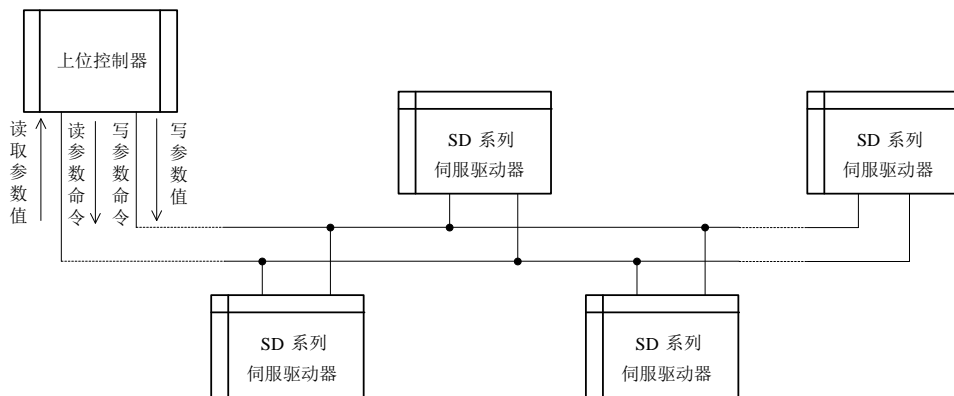 上位控制器
读取参数值
读参数命令
写参数命令
写参数值
SD 系列
伺服驱动器
SD 系列
伺服驱动器
SD 系列
伺服驱动器
SD 系列
伺服驱动器